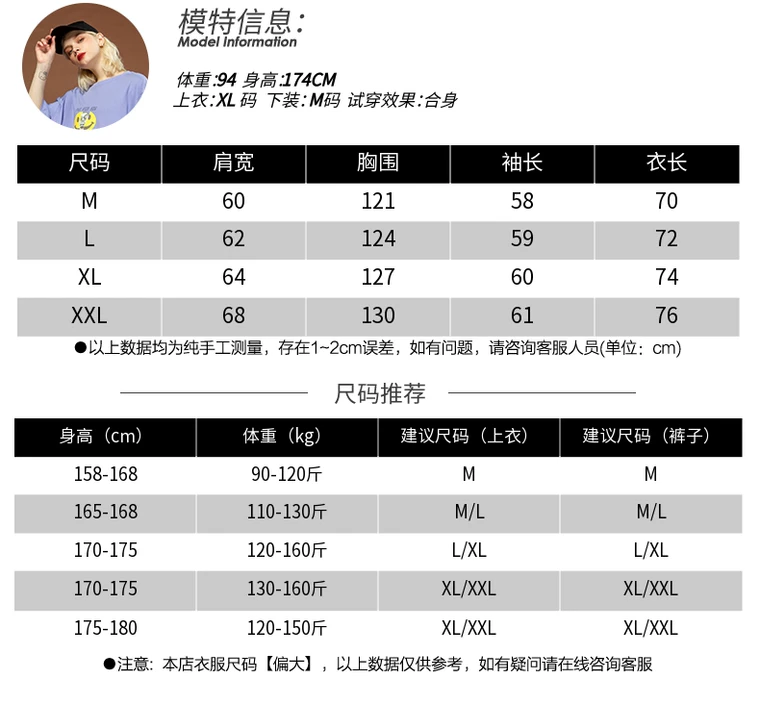 模特信息：
Model Information
体重:94 身高:174CM
上衣:XL 码 下装:M码 试穿效果:合身
尺码 肩宽 胸围 袖长 衣长
M 60 121 58 70
L 62 124 59 72
XL 64 127 60 74
XXL 68 130 61 76
●以上数据均为纯手工测量，存在1~2cm误差，如有问题，请咨询客服人员(单位：cm)
尺码推荐
身高（cm） 体重（kg） 建议尺码（上衣） 建议尺码（裤子）
158-168 90-120斤 M M
165-168 110-130斤 M/L M/L
170-175 120-160斤 L/XL L/XL
170-175 130-160斤 XL/XXL XL/XXL
175-180 120-150斤 XL/XXL XL/XXL
●注意：本店衣服尺码【偏大】，以上数据仅供参考，如有疑问请在线咨询客服